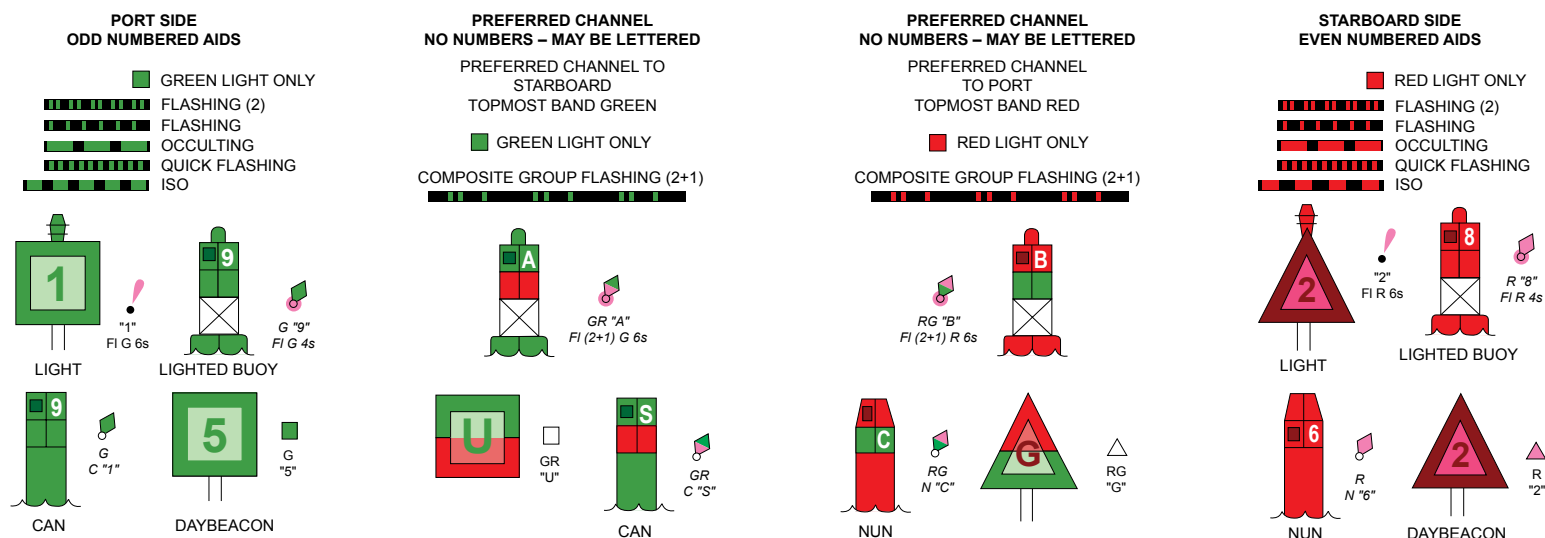 PORT SIDE
ODD NUMBERED AIDS
GREEN LIGHT ONLY
FLASHING (2)
FLASHING
OCCULTING
QUICK FLASHING
ISO
1
"1"
Fl G 6s
LIGHT
9
G "9"
Fl G 4s
LIGHTED BUOY
9
G
C "1"
CAN
5
G
"5"
DAYBEACON
PREFERRED CHANNEL
NO NUMBERS – MAY BE LETTERED
PREFERRED CHANNEL TO
STARBOARD
TOPMOST BAND GREEN
GREEN LIGHT ONLY
COMPOSITE GROUP FLASHING (2+1)
A
GR "A"
Fl (2+1) G 6s
U
GR
"U"
S
GR
C "S"
CAN
PREFERRED CHANNEL
NO NUMBERS – MAY BE LETTERED
PREFERRED CHANNEL
TO PORT
TOPMOST BAND RED
RED LIGHT ONLY
COMPOSITE GROUP FLASHING (2+1)
RG "B"
Fl (2+1) R 6s
B
C
RG
N "C"
NUN
G
RG
"G"
STARBOARD SIDE
EVEN NUMBERED AIDS
RED LIGHT ONLY
FLASHING (2)
FLASHING
OCCULTING
QUICK FLASHING
ISO
2
"2"
Fl R 6s
LIGHT
8
R "8"
Fl R 4s
LIGHTED BUOY
6
R
N "6"
NUN
2
R
"2"
DAYBEACON